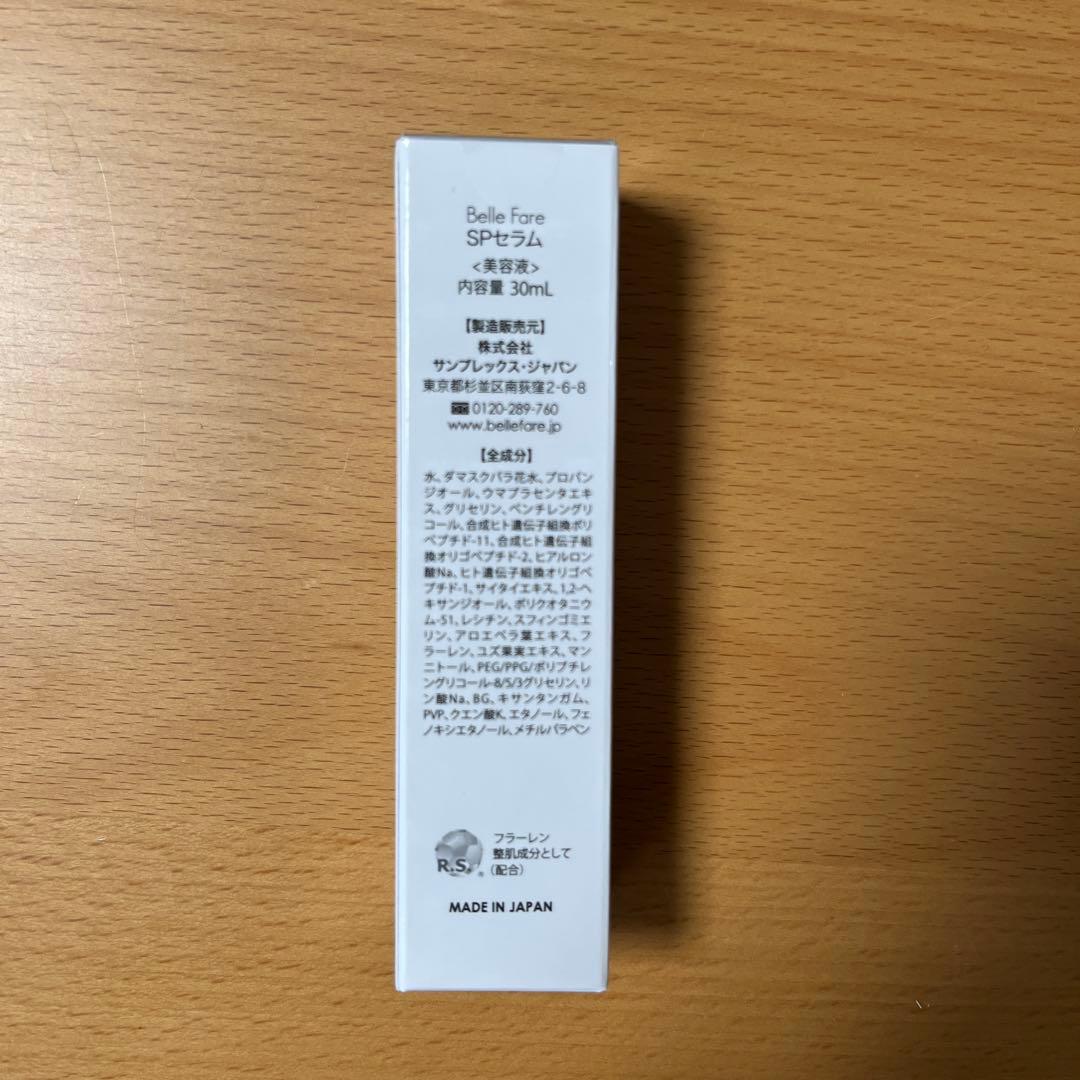 Belle Fare
SPセラム
<美容液>
内容量 30mL
【製造販売元】
株式会社
サンプレックス・ジャパン
東京都杉並区南荻窪2-6-8
0120-289-760
www.bellefare.jp
【全成分】
水、ダマスクバラ花水、プロパン
ジオール、ウマプラセンタエキ
ス、グリセリン、ペンチレングリ
コール、合成ヒト遺伝子組換ポリ
ペプチド-11、合成ヒト遺伝子組
換オリゴペプチド-2、ヒアルロン
酸Na、ヒト遺伝子組換オリゴペ
プチド-1、サイタイエキス、1,2-ヘ
キサンジオール、ポリクオタニウ
ム-51、レシチン、スフィンゴミエ
リン、アロエベラ葉エキス、フ
ラーレン、ユズ果実エキス、マン
ニトール、PEG/PPG/ポリブチレ
ングリコール-8/5/3グリセリン、リ
ン酸Na、BG、キサンタンガム、
PVP、クエン酸K、エタノール、フェ
ノキシエタノール、メチルパラベン
R.S.®
フラーレン
整肌成分として
(配合)
MADE IN JAPAN